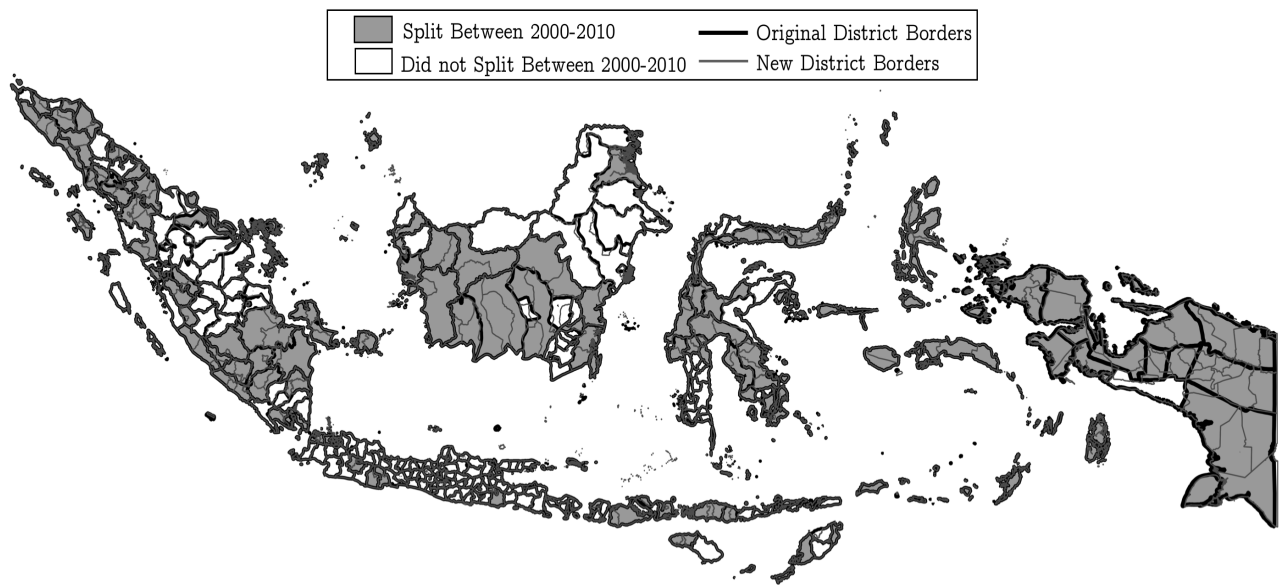 Split Between 2000-2010
Original District Borders
Did not Split Between 2000-2010
New District Borders